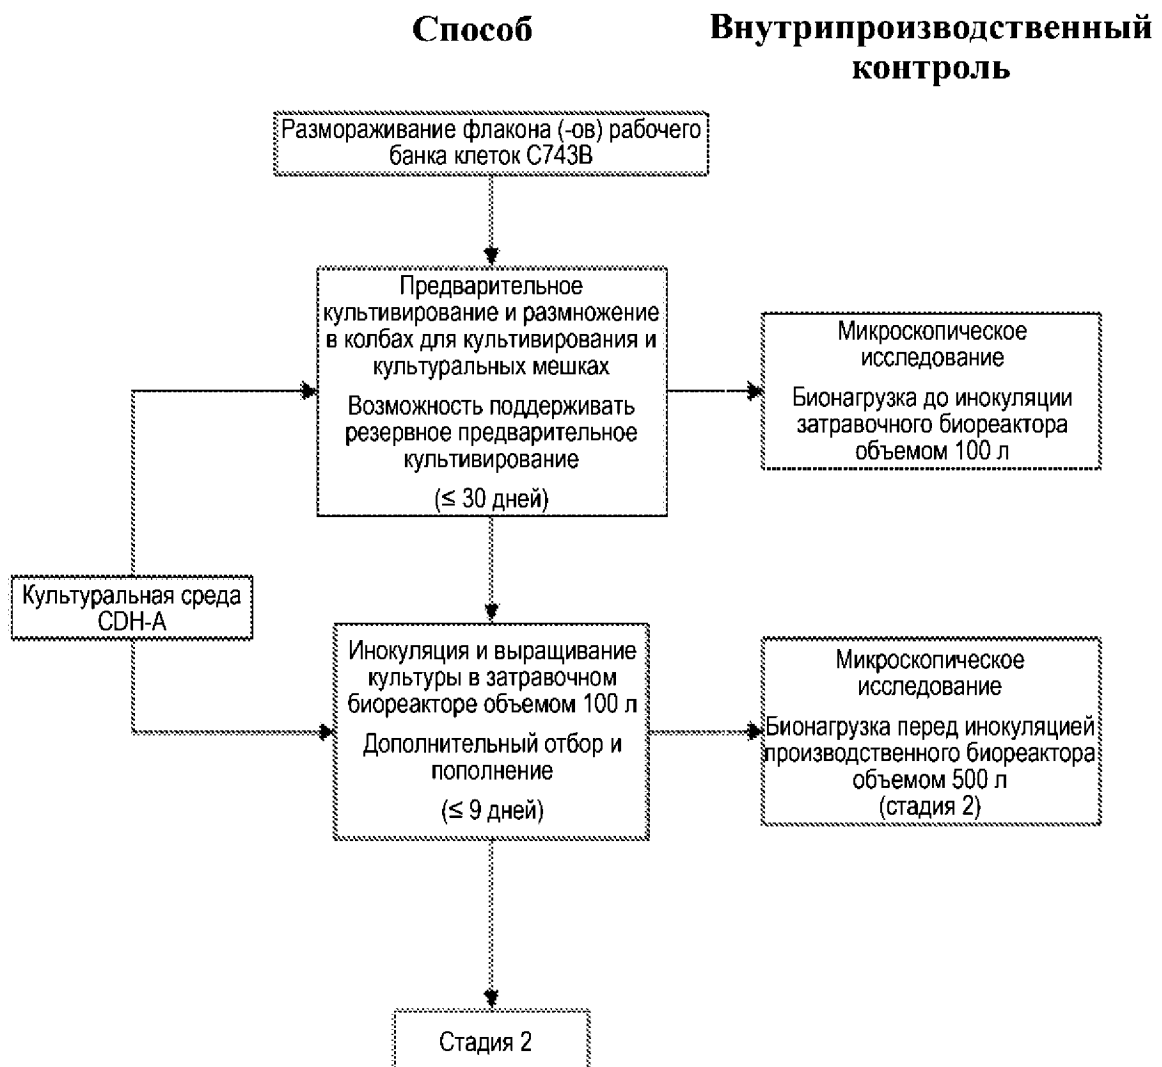 Способ
Внутрипроизводственный
контроль
Размораживание флакона (-ов) рабочего
банка клеток C743B
Предварительное
культивирование и размножение
в колбах для культивирования и
культуральных мешках
Возможность поддерживать
резервное предварительное
культивирование
(≤ 30 дней)
Микроскопическое
исследование
Бионагрузка до инокуляции
затравочного биореактора
объемом 100 л
Культуральная среда
CDH-A
Инокуляция и выращивание
культуры в затравочном
биореакторе объемом 100 л
Дополнительный отбор и
пополнение
(≤ 9 дней)
Микроскопическое
исследование
Бионагрузка перед инокуляцией
производственного биореактора
объемом 500 л
(стадия 2)
Стадия 2